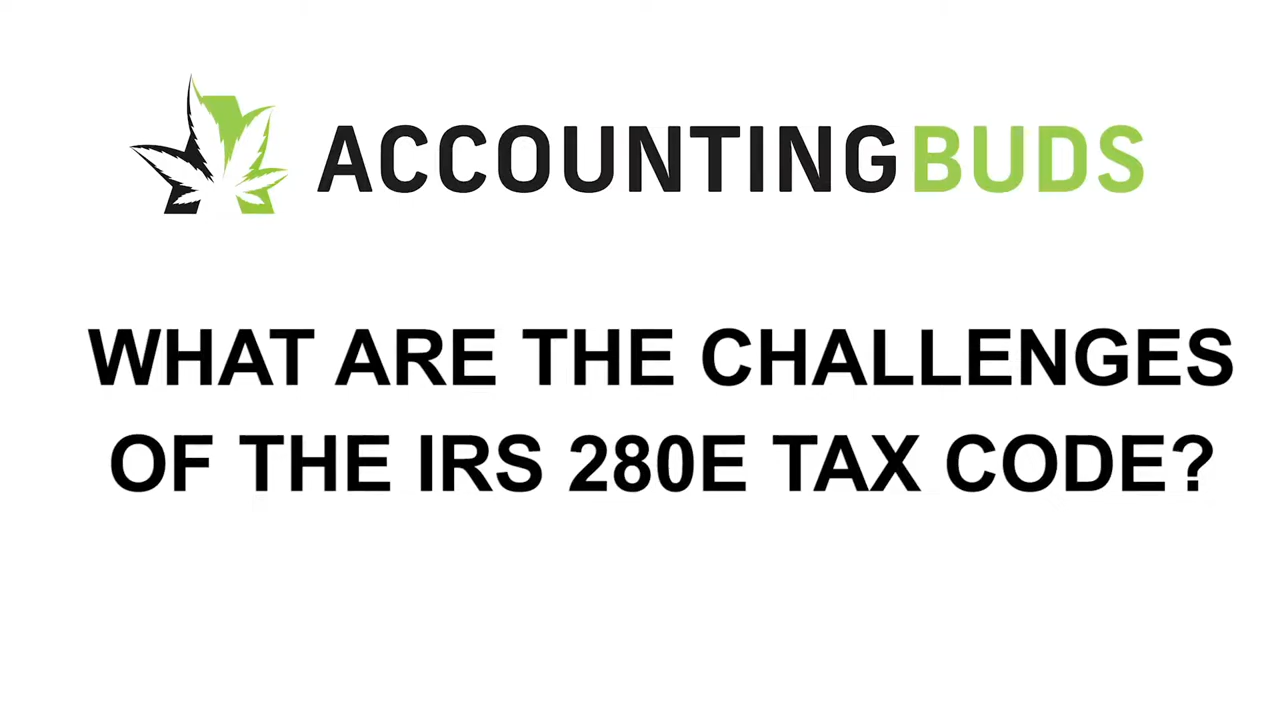 ACCOUNTINGBUDS
WHAT ARE THE CHALLENGES
OF THE IRS 280E TAX CODE?